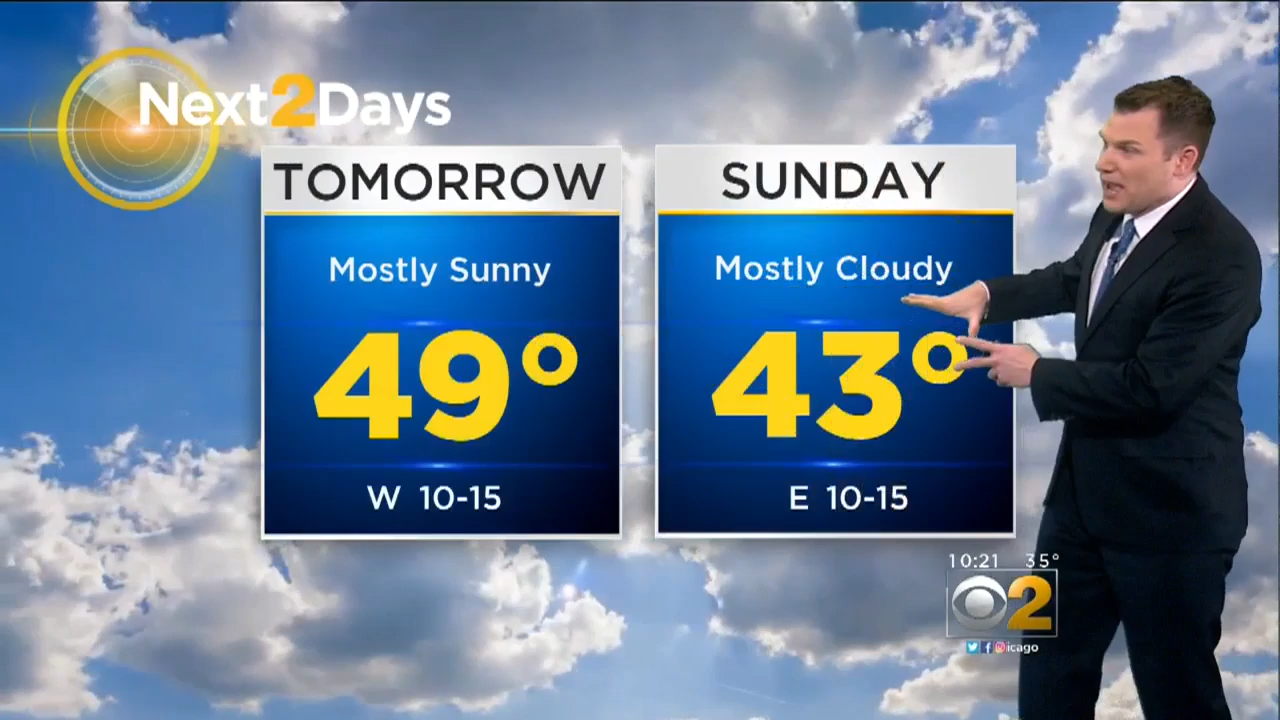 Next2Days
TOMORROW
Mostly Sunny
49°
W 10-15
SUNDAY
Mostly Cloudy
43°
E 10-15
10:21 35°
2
icago